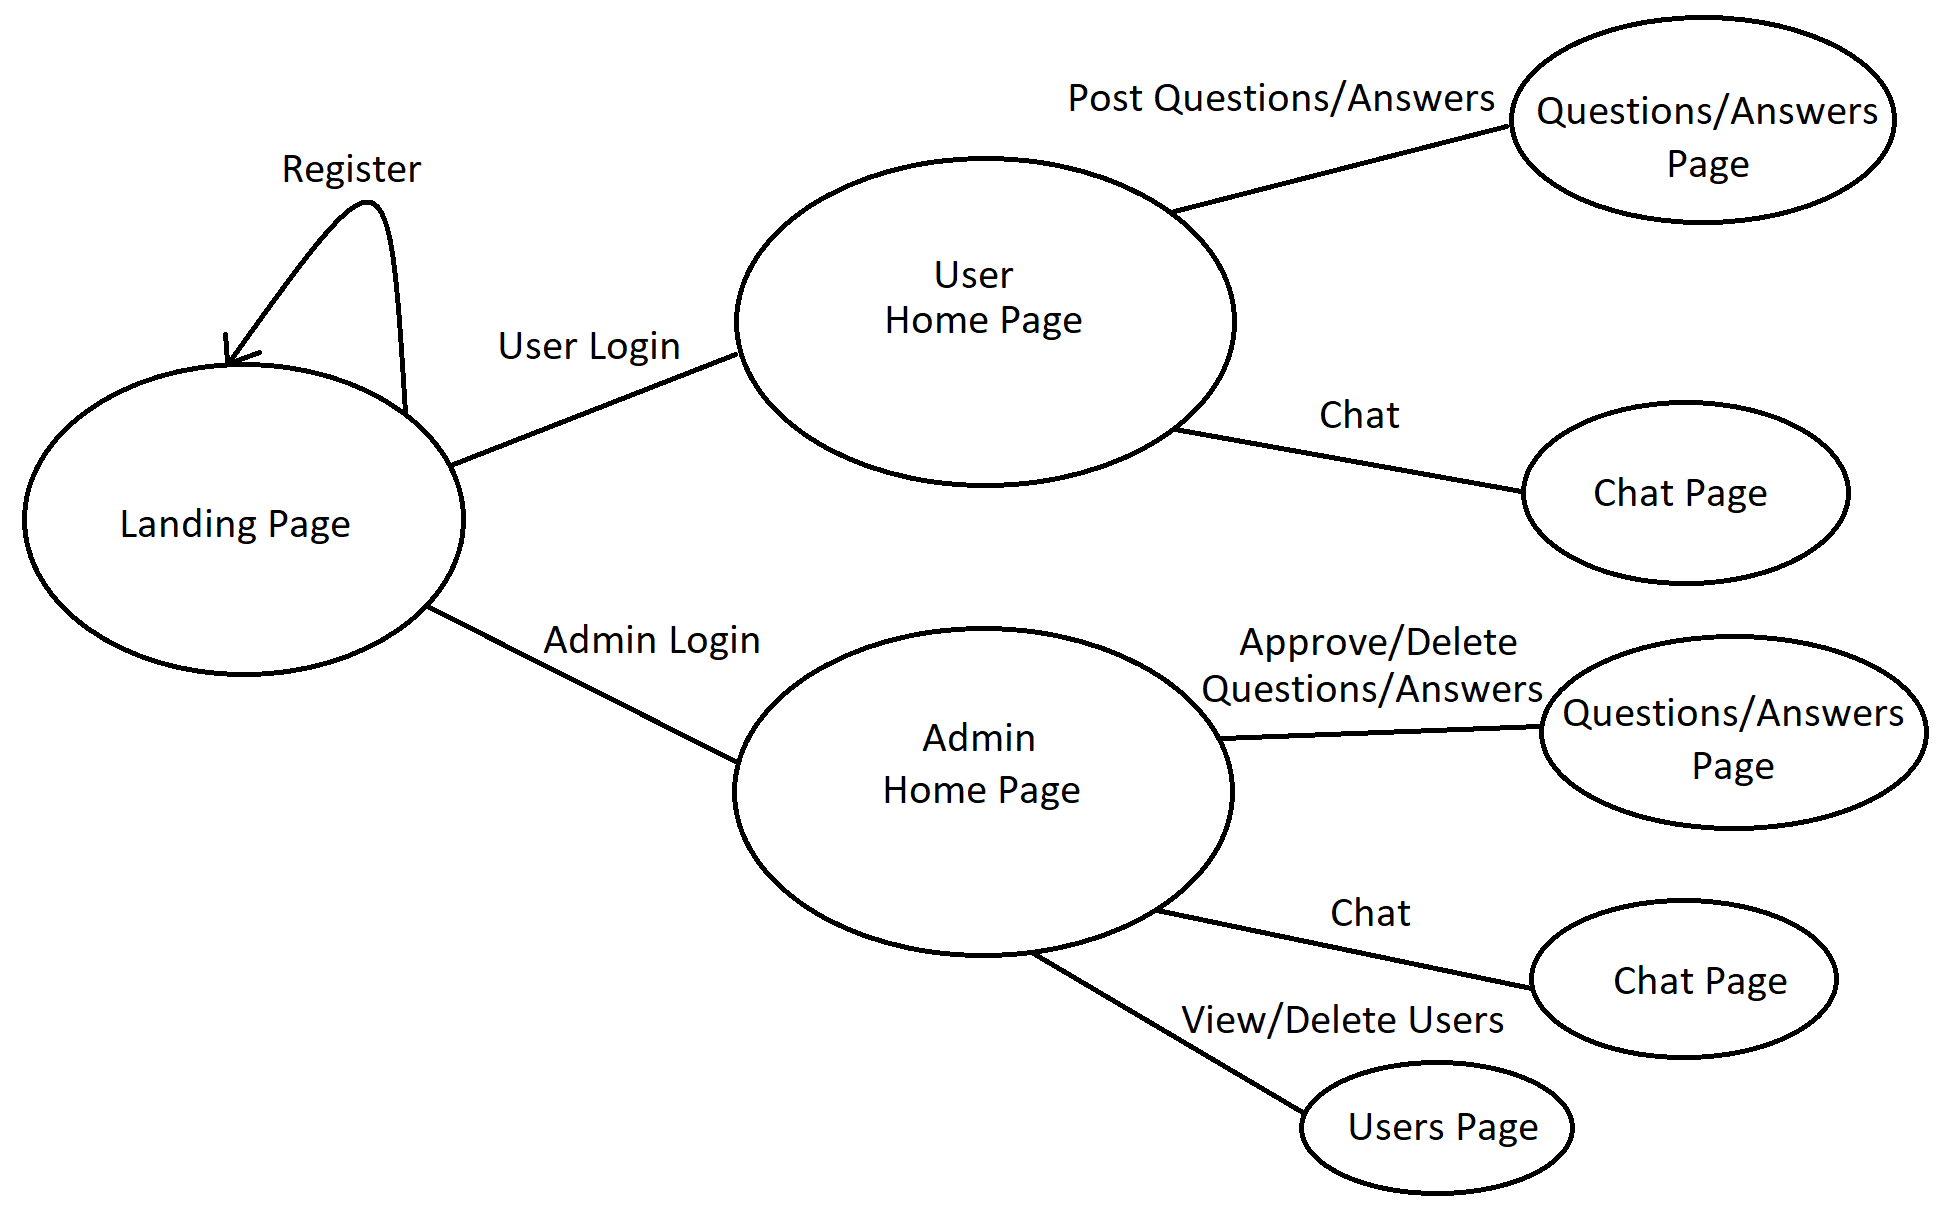 Post Questions/Answers
Questions/Answers
Page
Register
User
Home Page
User Login
Chat
Chat Page
Landing Page
Admin Login
Approve/Delete
Questions/Answers
Questions/Answers
Page
Admin
Home Page
Chat
Chat Page
View/Delete Users
Users Page